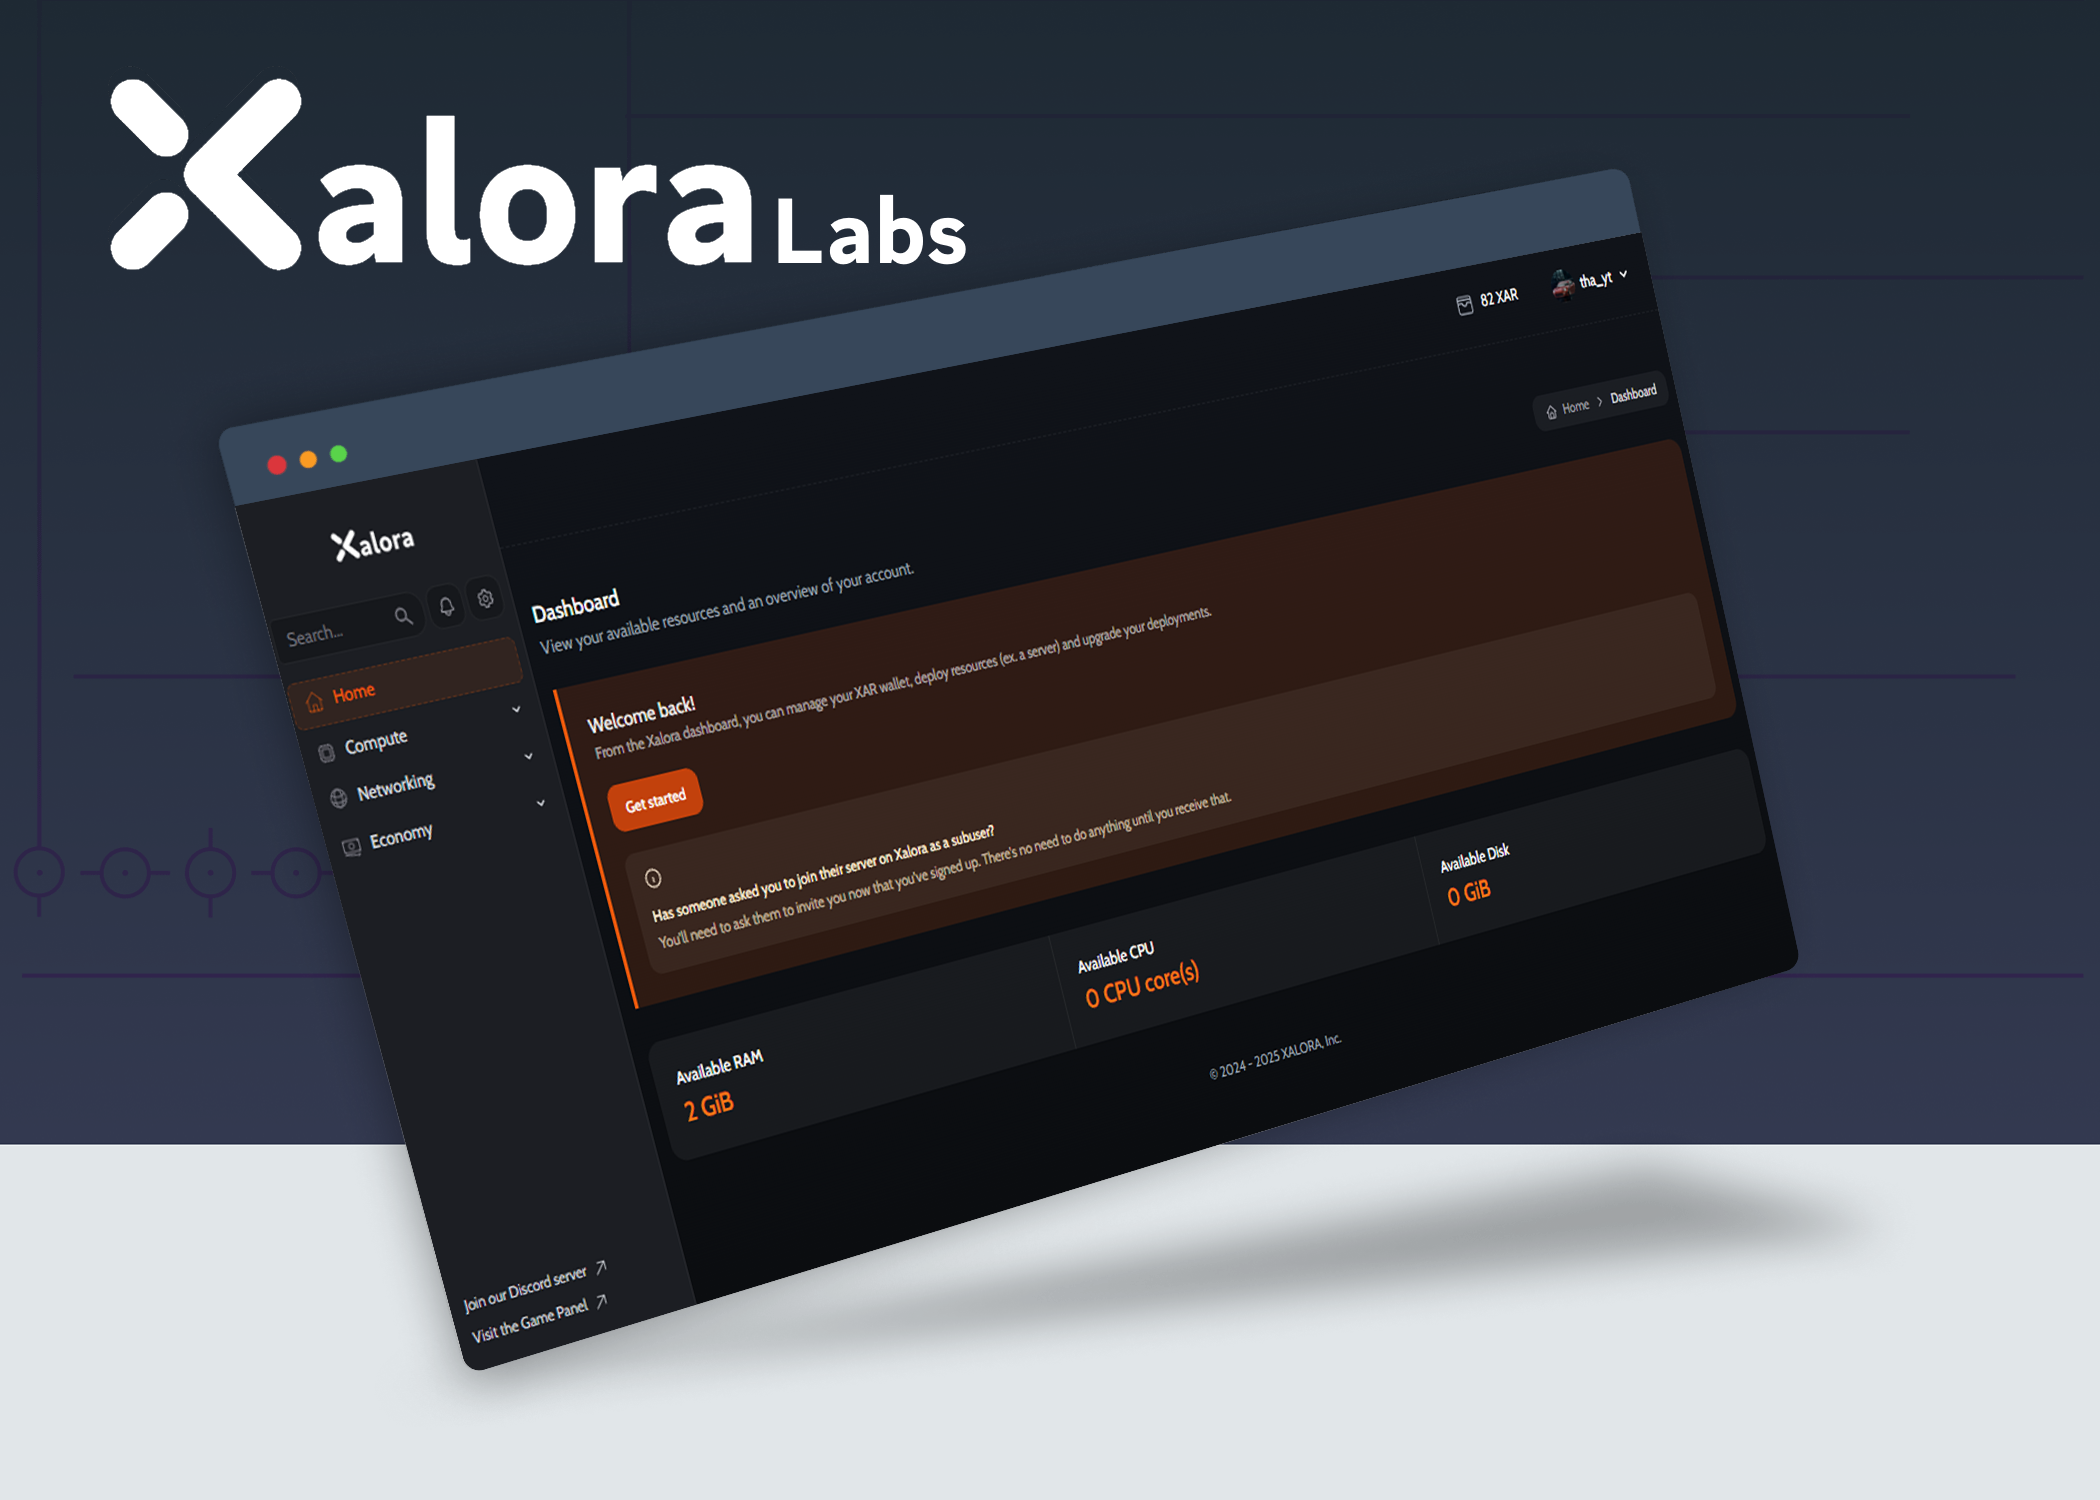 Xalora Labs
82 XAR
tha_yt
Home > Dashboard
Xalora
Search...
Home
Compute
Networking
Economy
Join our Discord server
Visit the Game Panel
Dashboard
View your available resources and an overview of your account.
Welcome back!
From the Xalora dashboard, you can manage your XAR wallet, deploy resources (ex. a server) and upgrade your deployments.
Get started
Has someone asked you to join their server on Xalora as a subuser?
You'll need to ask them to invite you now that you've signed up. There's no need to do anything until you receive that.
Available RAM
2 GiB
Available CPU
0 CPU core(s)
Available Disk
0 GiB
© 2024 - 2025 XALORA, Inc.